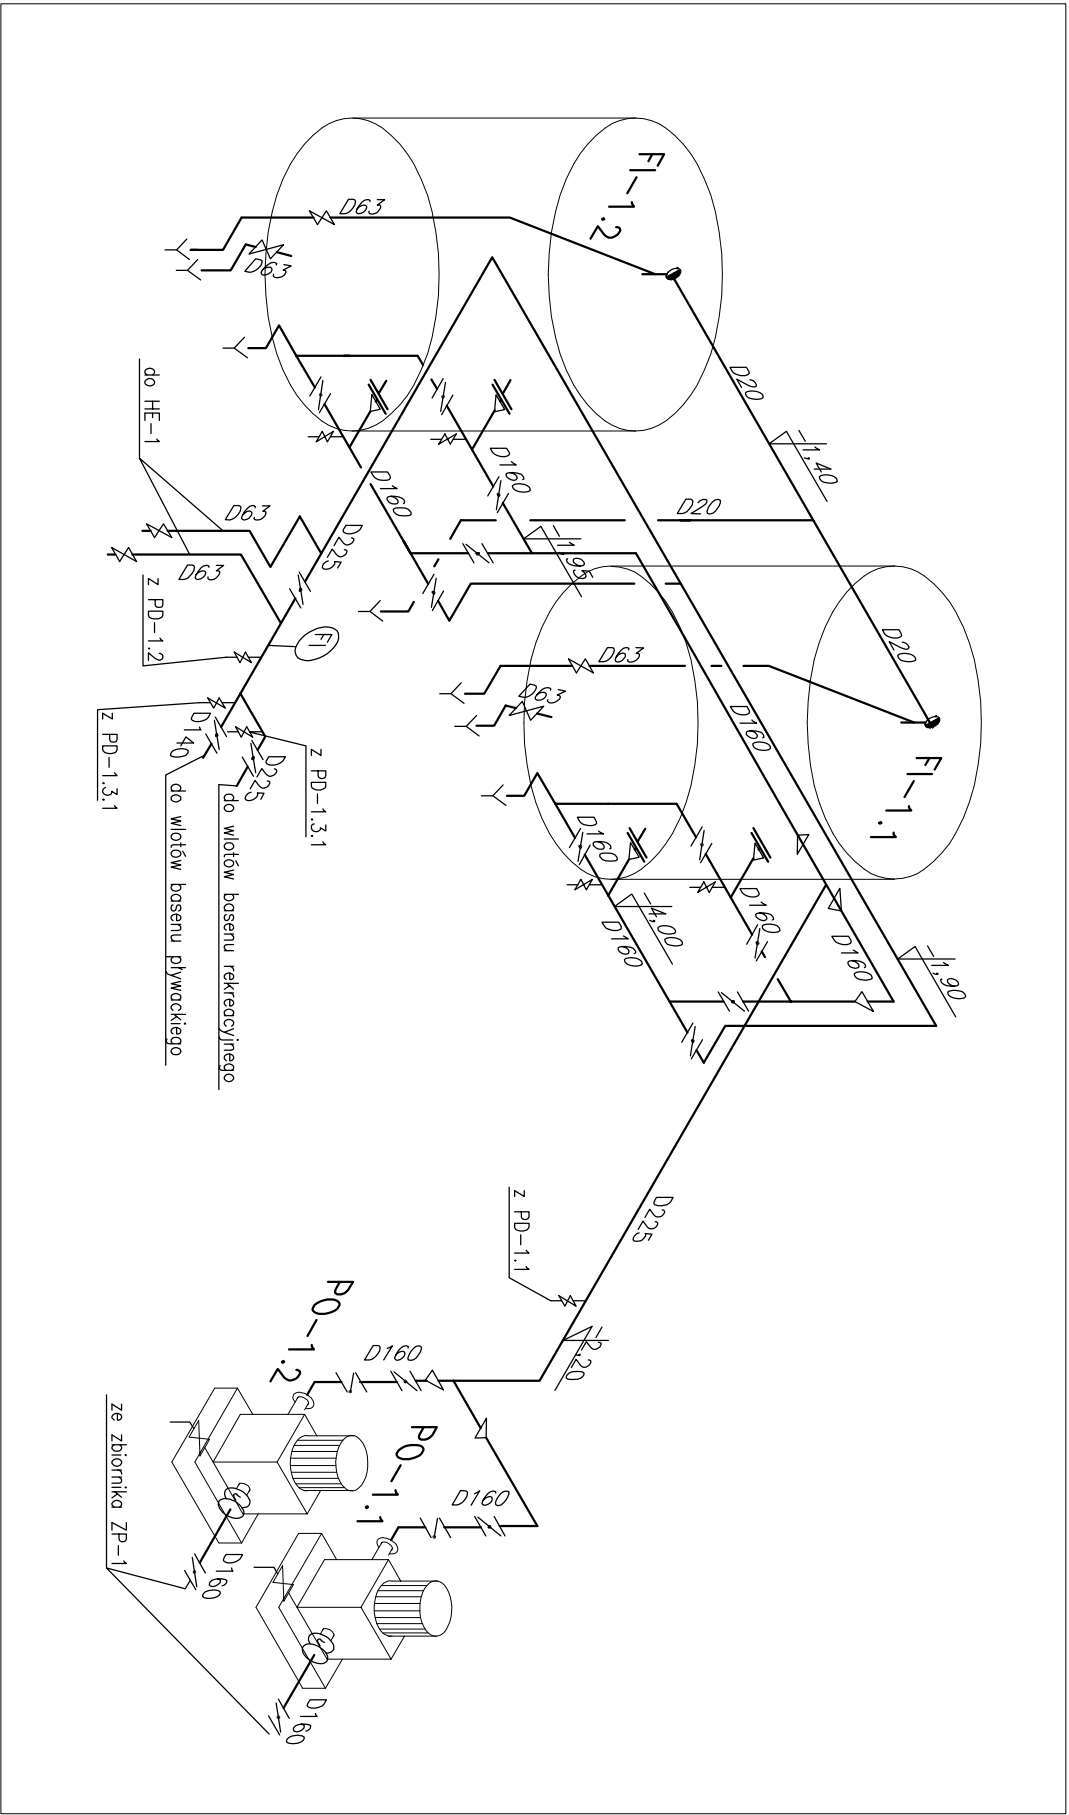 FI-1.2
FI-1.1
D63
D63
D20
-1,40
D20
D20
D160
D160
-1,95
D63
D63
D160
D160
-1,90
D160
D160
-4,00
D160
do HE-1
D63
D63
D225
FI
z PD-1.2
z PD-1.3.1
D140
D225
z PD-1.3.1
do wlotów basenu pływackiego
do wlotów basenu rekreacyjnego
D225
z PD-1.1
-2,20
PO-1.2
D160
PO-1.1
D160
D160
D160
ze zbiornika ZP-1